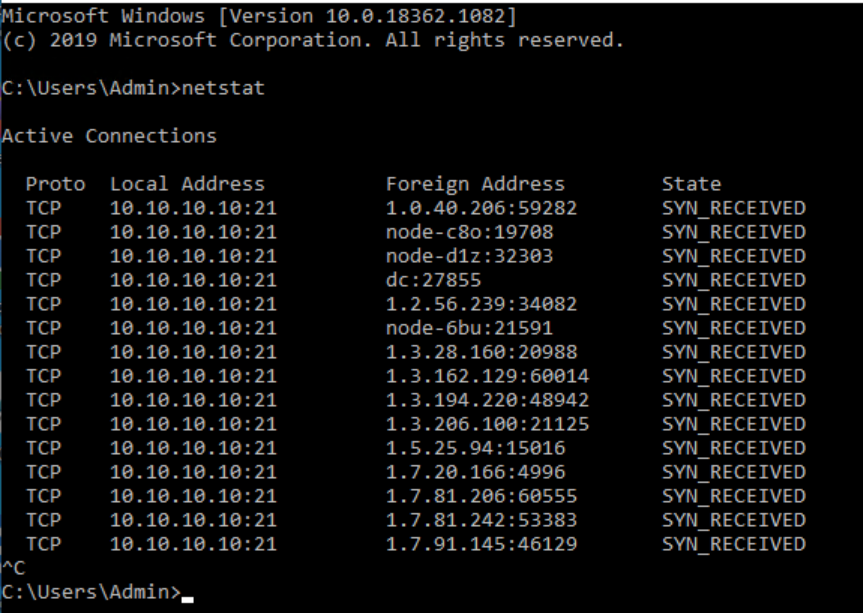 Microsoft Windows [Version 10.0.18362.1082]
(c) 2019 Microsoft Corporation. All rights reserved.
C:\Users\Admin>netstat
Active Connections
Proto  Local Address  Foreign Address  State
TCP  10.10.10.10:21  1.0.40.206:59282  SYN_RECEIVED
TCP  10.10.10.10:21  node-c8o:19708  SYN_RECEIVED
TCP  10.10.10.10:21  node-d1z:32303  SYN_RECEIVED
TCP  10.10.10.10:21  dc:27855  SYN_RECEIVED
TCP  10.10.10.10:21  1.2.56.239:34082  SYN_RECEIVED
TCP  10.10.10.10:21  node-6bu:21591  SYN_RECEIVED
TCP  10.10.10.10:21  1.3.28.160:20988  SYN_RECEIVED
TCP  10.10.10.10:21  1.3.162.129:60014  SYN_RECEIVED
TCP  10.10.10.10:21  1.3.194.220:48942  SYN_RECEIVED
TCP  10.10.10.10:21  1.3.206.100:21125  SYN_RECEIVED
TCP  10.10.10.10:21  1.5.25.94:15016  SYN_RECEIVED
TCP  10.10.10.10:21  1.7.20.166:4996  SYN_RECEIVED
TCP  10.10.10.10:21  1.7.81.206:60555  SYN_RECEIVED
TCP  10.10.10.10:21  1.7.81.242:53383  SYN_RECEIVED
TCP  10.10.10.10:21  1.7.91.145:46129  SYN_RECEIVED
^C
C:\Users\Admin>